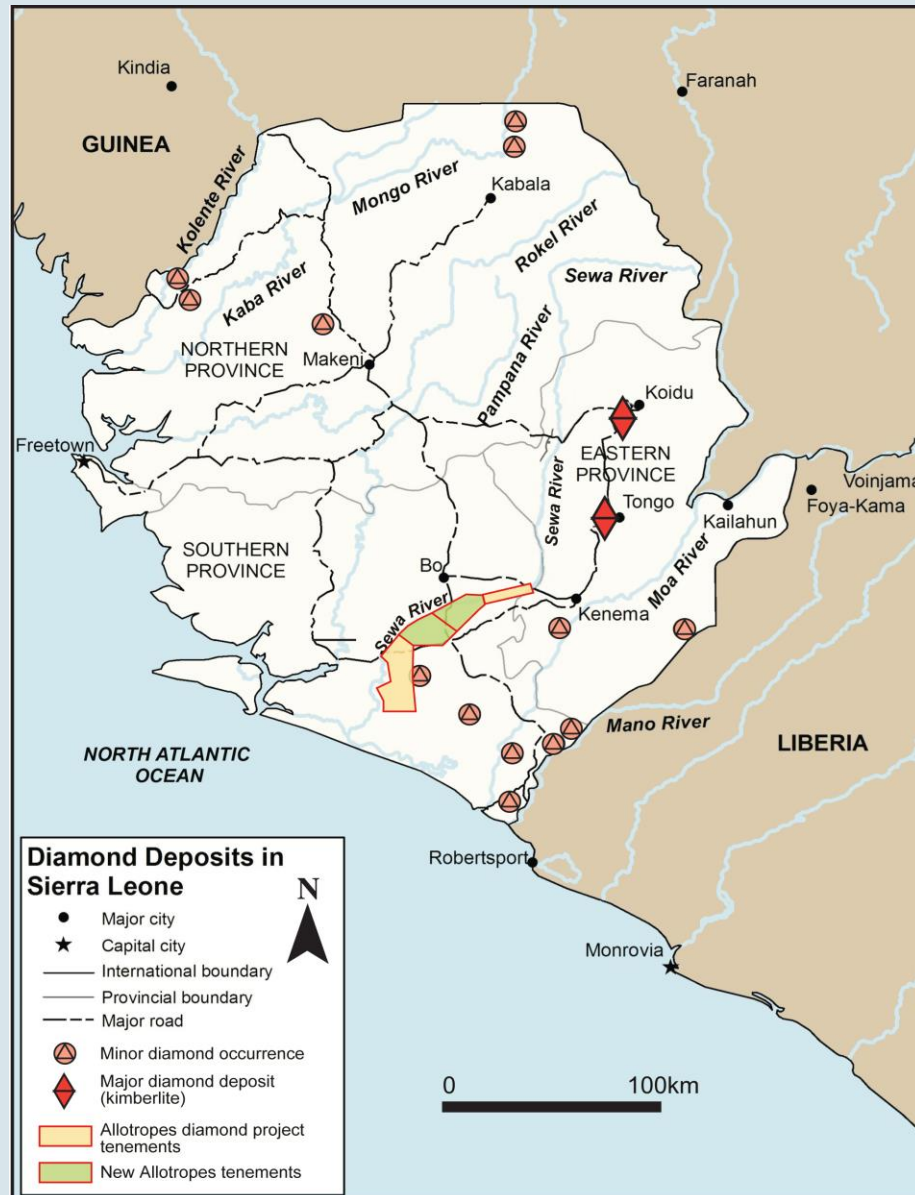 Kindia
Faranah
GUINEA
Kolente River
Mongo River
Kabala
Rokel River
Sewa River
Kaba River
Pampana River
NORTHERN
PROVINCE
Makeni
Koidu
Freetown
EASTERN
PROVINCE
Sewa River
Voinjama
Foya-Kama
Tongo
Kailahun
SOUTHERN
PROVINCE
Bo
Moa River
Kenema
Sewa River
Mano River
LIBERIA
NORTH ATLANTIC
OCEAN
Robertsport
Monrovia
Diamond Deposits in
Sierra Leone
N
Major city
Capital city
International boundary
Provincial boundary
Major road
Minor diamond occurrence
Major diamond deposit
(kimberlite)
Allotropes diamond project
tenements
New Allotropes tenements
0 100km